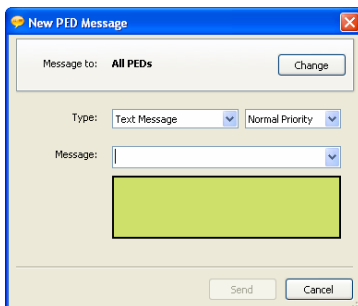 New PED Message
Message to: All PEDs Change
Type: Text Message Normal Priority
Message:
Send Cancel